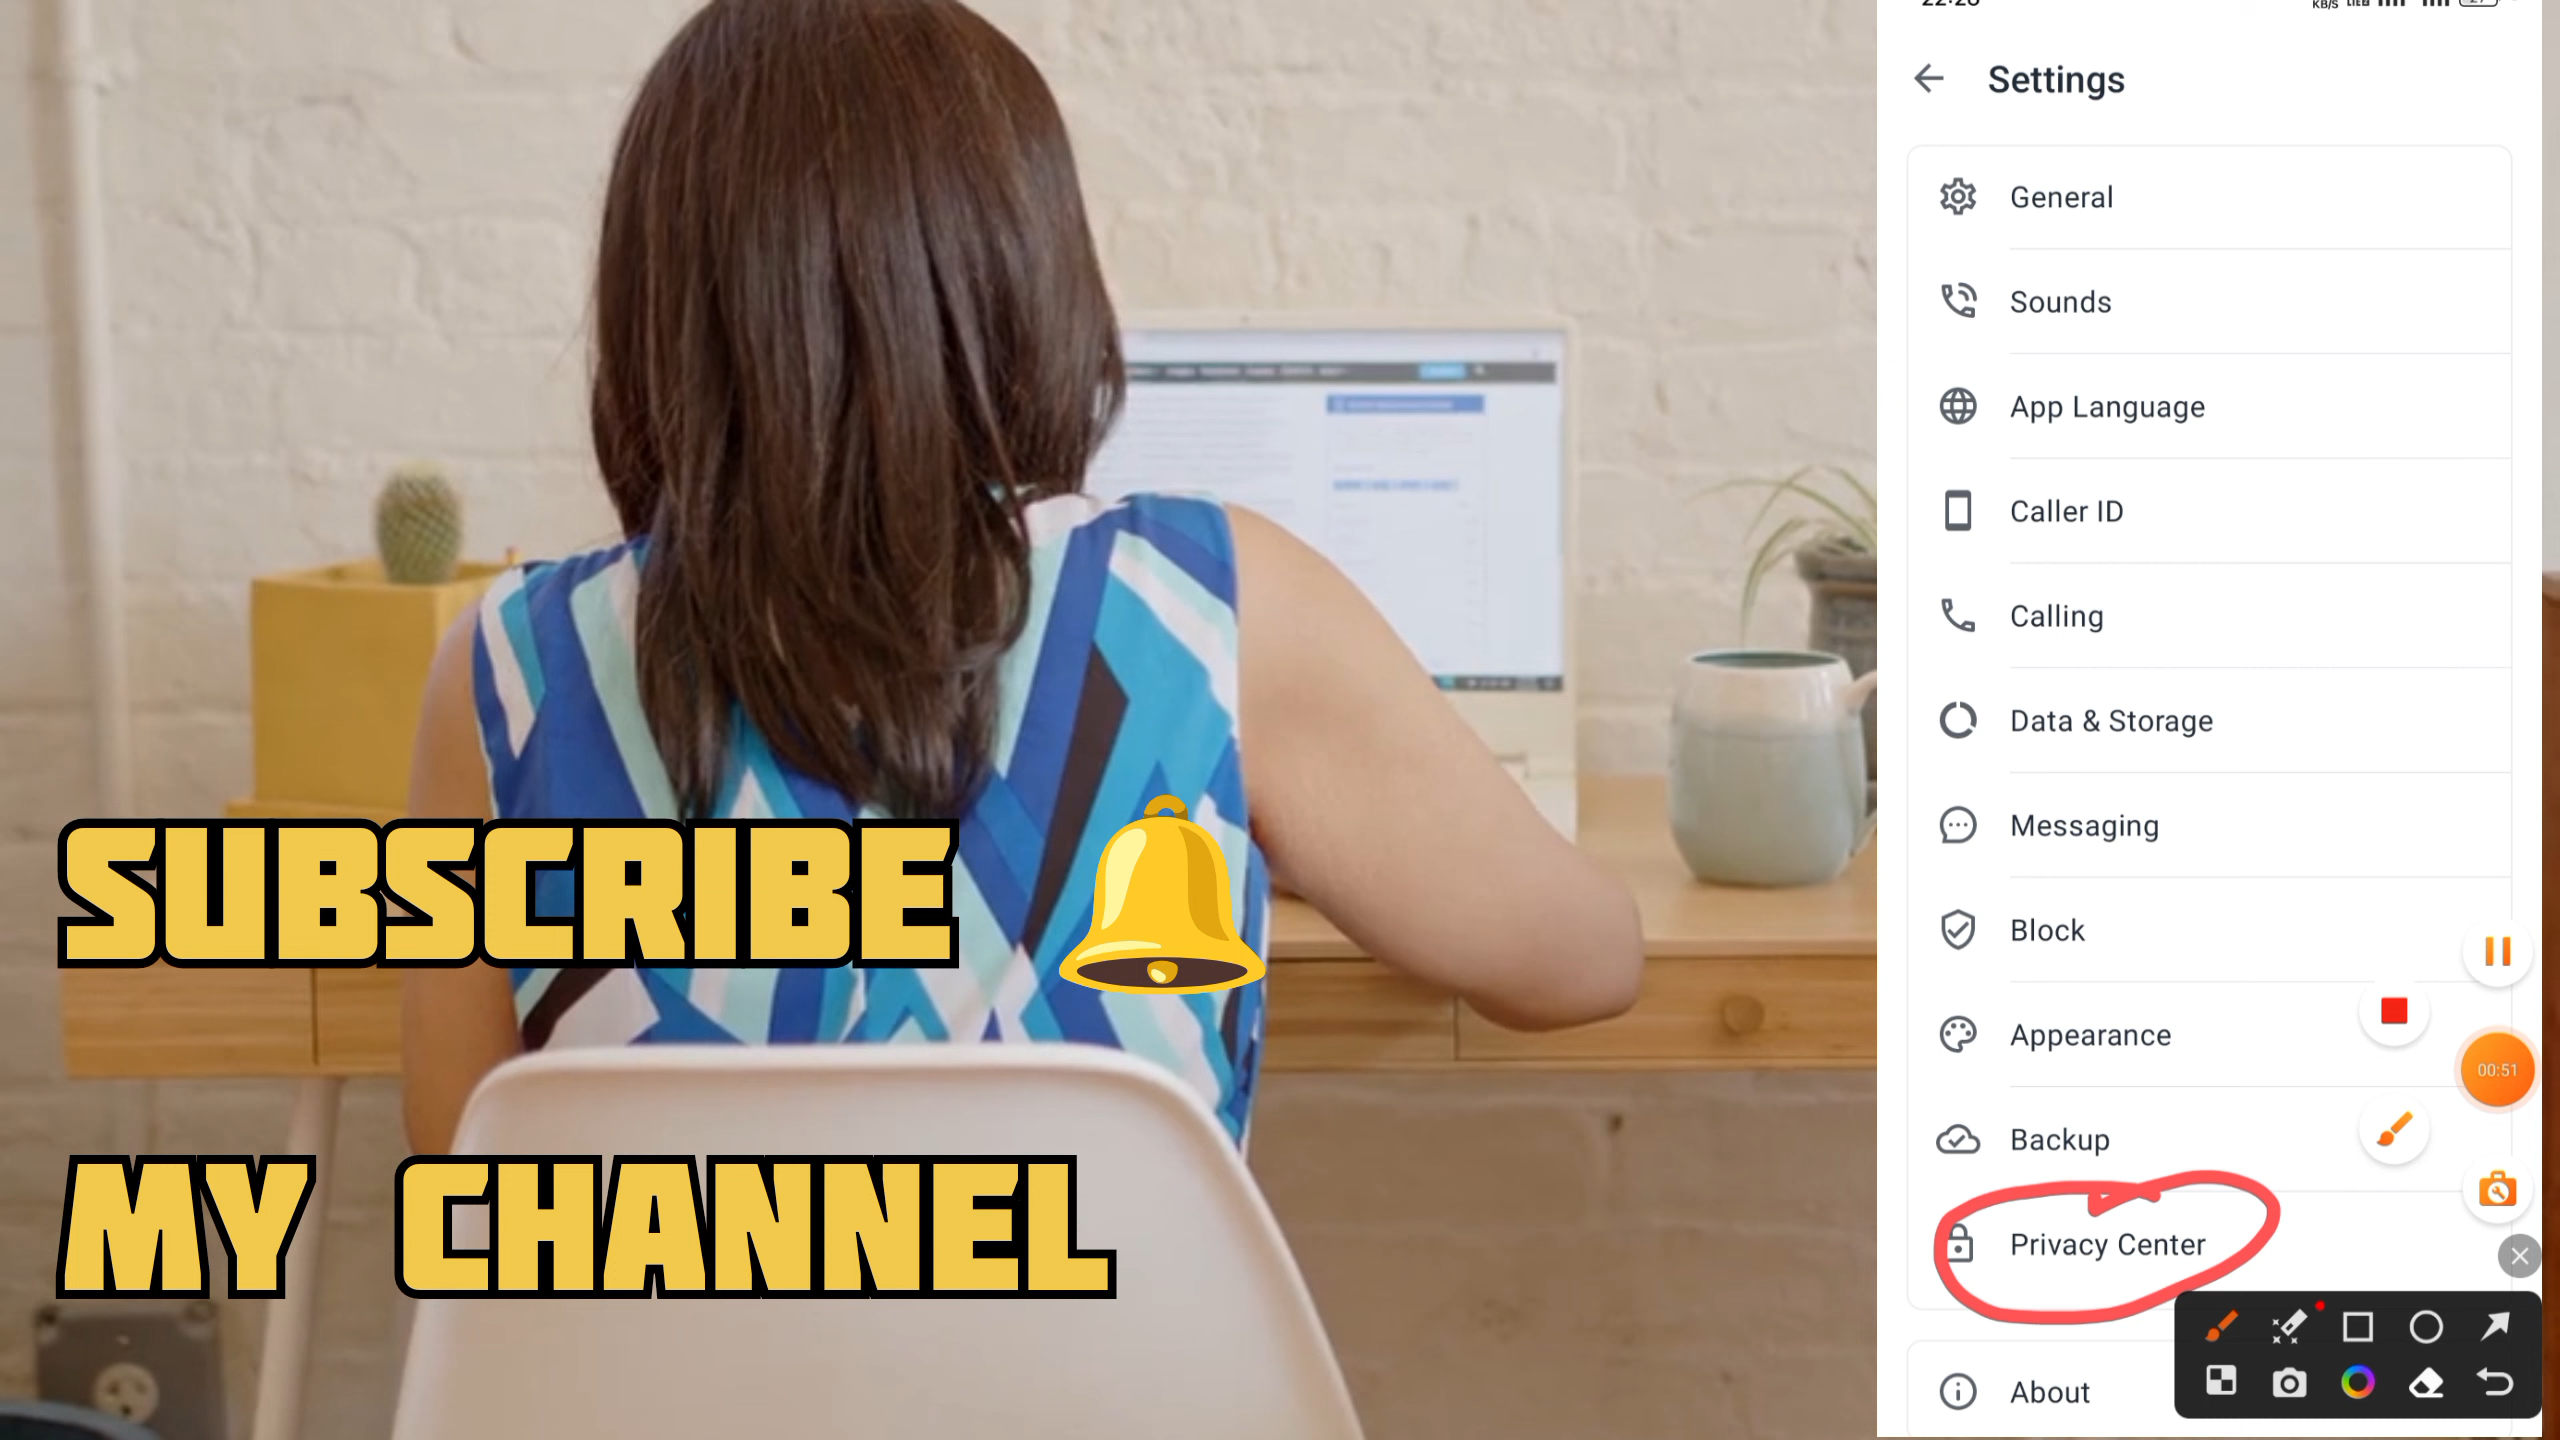 SUBSCRIBE
MY CHANNEL
Settings
General
Sounds
App Language
Caller ID
Calling
Data & Storage
Messaging
Block
Appearance
00:51
Backup
Privacy Center
About